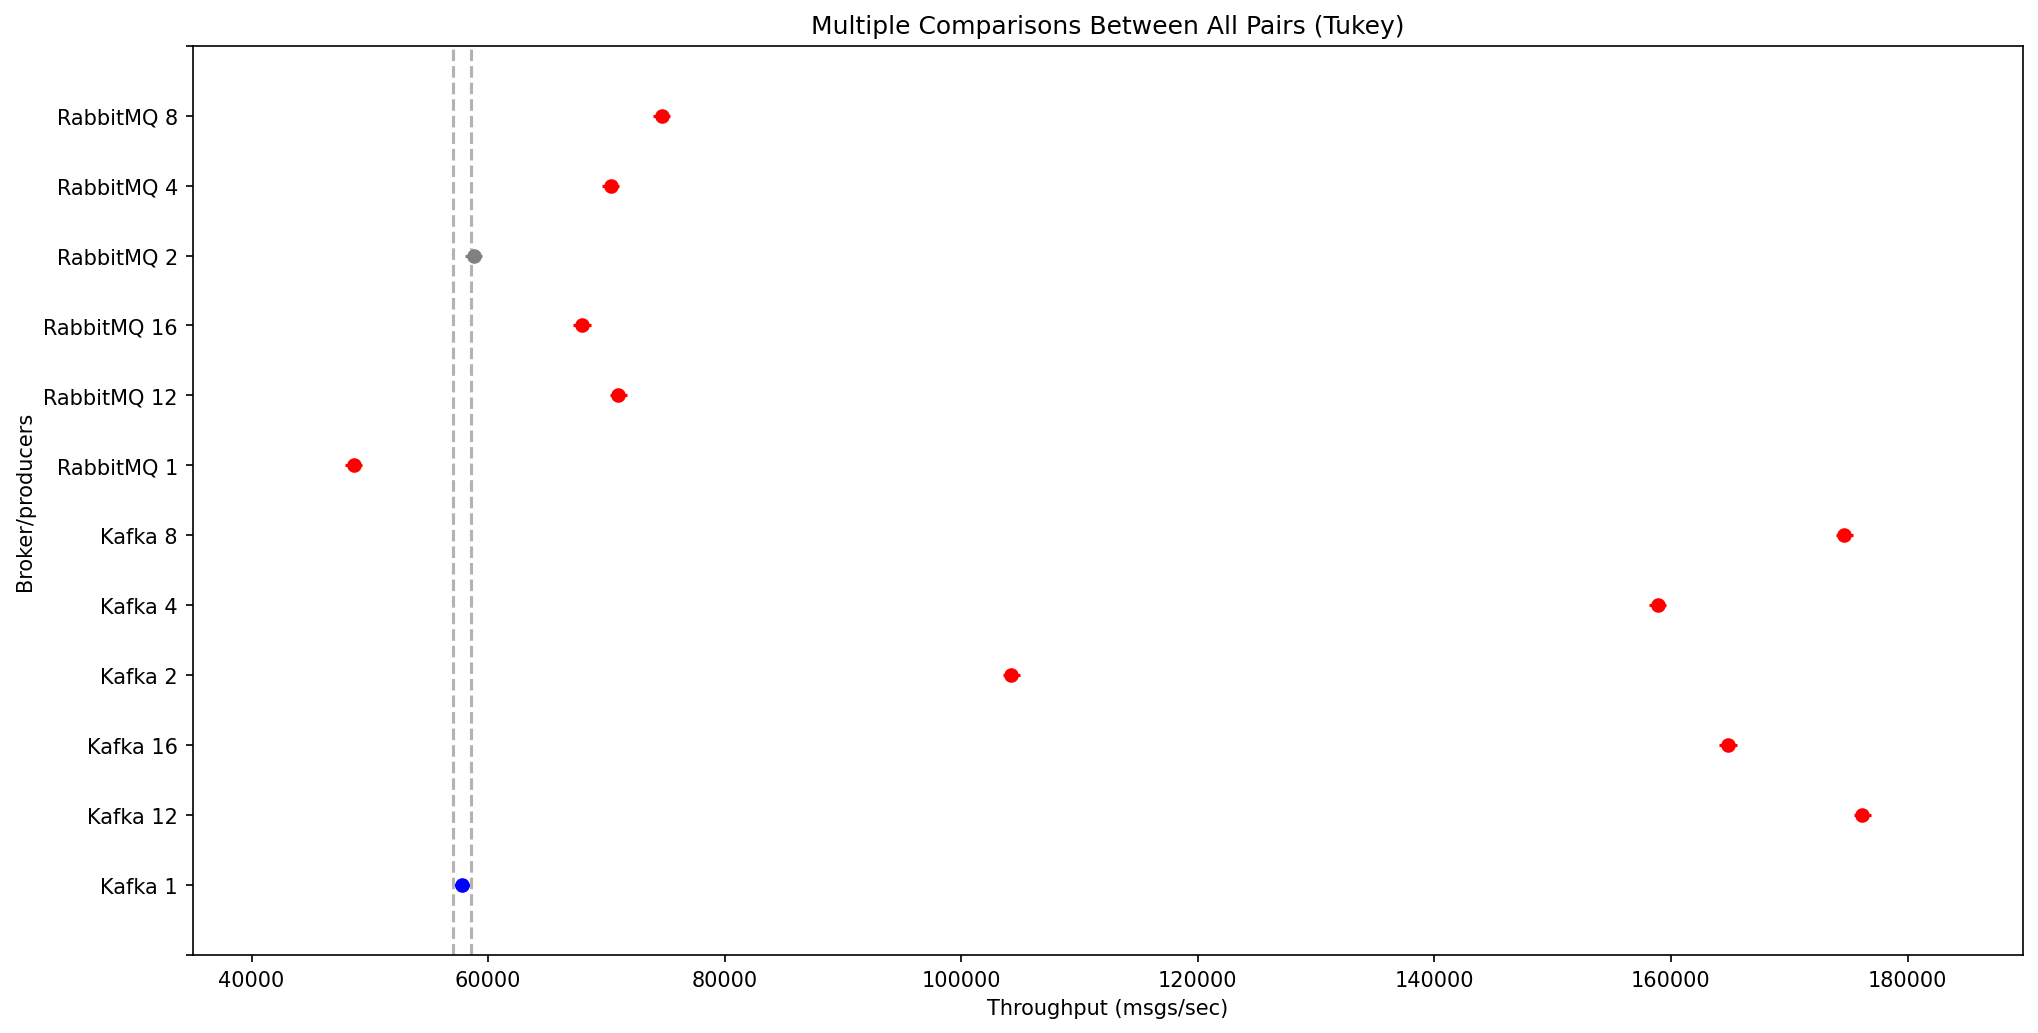 Multiple Comparisons Between All Pairs (Tukey)
RabbitMQ 8
RabbitMQ 4
RabbitMQ 2
RabbitMQ 16
RabbitMQ 12
RabbitMQ 1
Kafka 8
Kafka 4
Kafka 2
Kafka 16
Kafka 12
Kafka 1
Broker/producers
40000 60000 80000 100000 120000 140000 160000 180000
Throughput (msgs/sec)